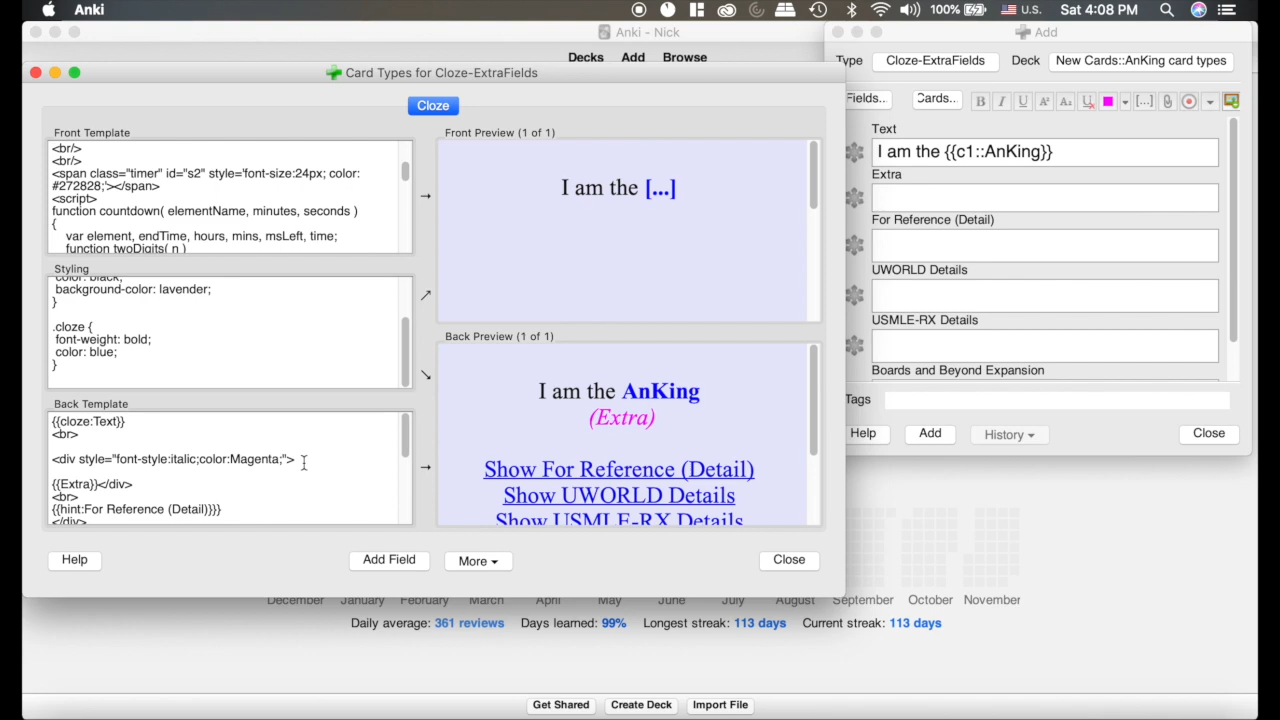 Anki
100%
U.S.
Sat 4:08 PM
Anki - Nick
Add
Decks
Add
Browse
Type
Cloze-ExtraFields
Deck
New Cards::AnKing card types
Card Types for Cloze-ExtraFields
Cloze
Fields..
Cards..
Front Template
<br/>
<br/>
<span class="timer" id="s2" style='font-size:24px; color:
#272828;'></span>
<script>
function countdown( elementName, minutes, seconds )
{
var element, endTime, hours, mins, msLeft, time;
function twoDigits( n )
Front Preview (1 of 1)
I am the [...]
Styling
color: black;
background-color: lavender;
}
.cloze {
font-weight: bold;
color: blue;
}
Back Template
{{cloze:Text}}
<br>
<div style="font-style:italic;color:Magenta;">
{{Extra}}</div>
<br>
{{hint:For Reference (Detail)}}}
</div>
Back Preview (1 of 1)
I am the AnKing
(Extra)
Show For Reference (Detail)
Show UWORLD Details
Show USMLE-RX Details
Help
Add Field
More
Close
Text
I am the {{c1::AnKing}}
Extra
For Reference (Detail)
UWORLD Details
USMLE-RX Details
Boards and Beyond Expansion
Tags
Help
Add
History
Close
December January February March April May June July August September October November
Daily average: 361 reviews Days learned: 99% Longest streak: 113 days Current streak: 113 days
Get Shared
Create Deck
Import File